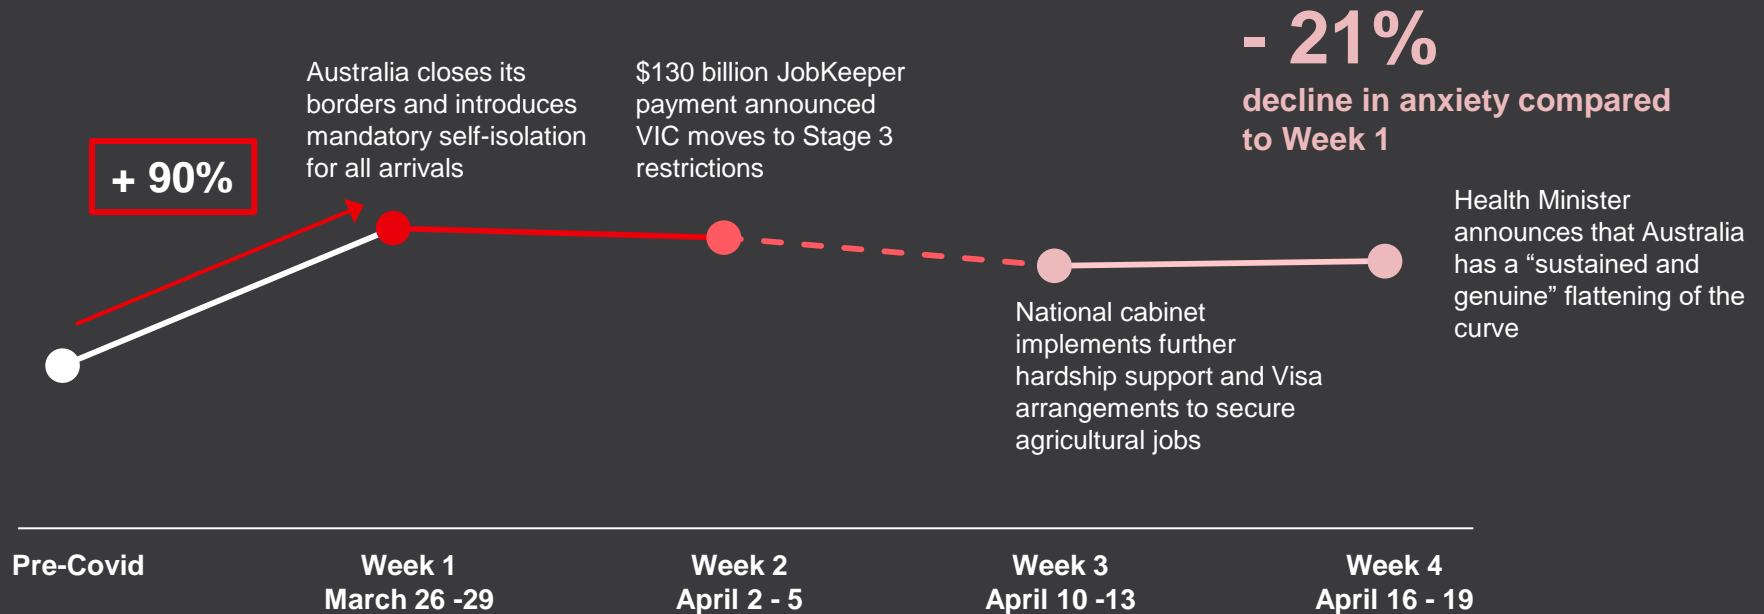 - 21%
decline in anxiety compared
to Week 1
Australia closes its
borders and introduces
mandatory self-isolation
for all arrivals
$130 billion JobKeeper
payment announced
VIC moves to Stage 3
restrictions
+ 90%
Health Minister
announces that Australia
has a “sustained and
genuine” flattening of the
curve
National cabinet
implements further
hardship support and Visa
arrangements to secure
agricultural jobs
Pre-Covid
Week 1
March 26 -29
Week 2
April 2 - 5
Week 3
April 10 -13
Week 4
April 16 - 19